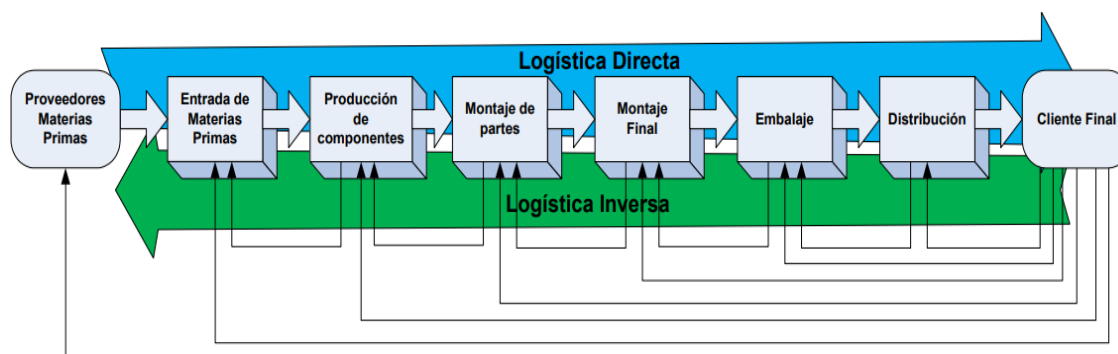 Logística Directa
Proveedores
Materias
Primas
Entrada de
Materias
Primas
Producción
de
componentes
Montaje de
partes
Montaje
Final
Embalaje
Distribución
Cliente Final
Logística Inversa